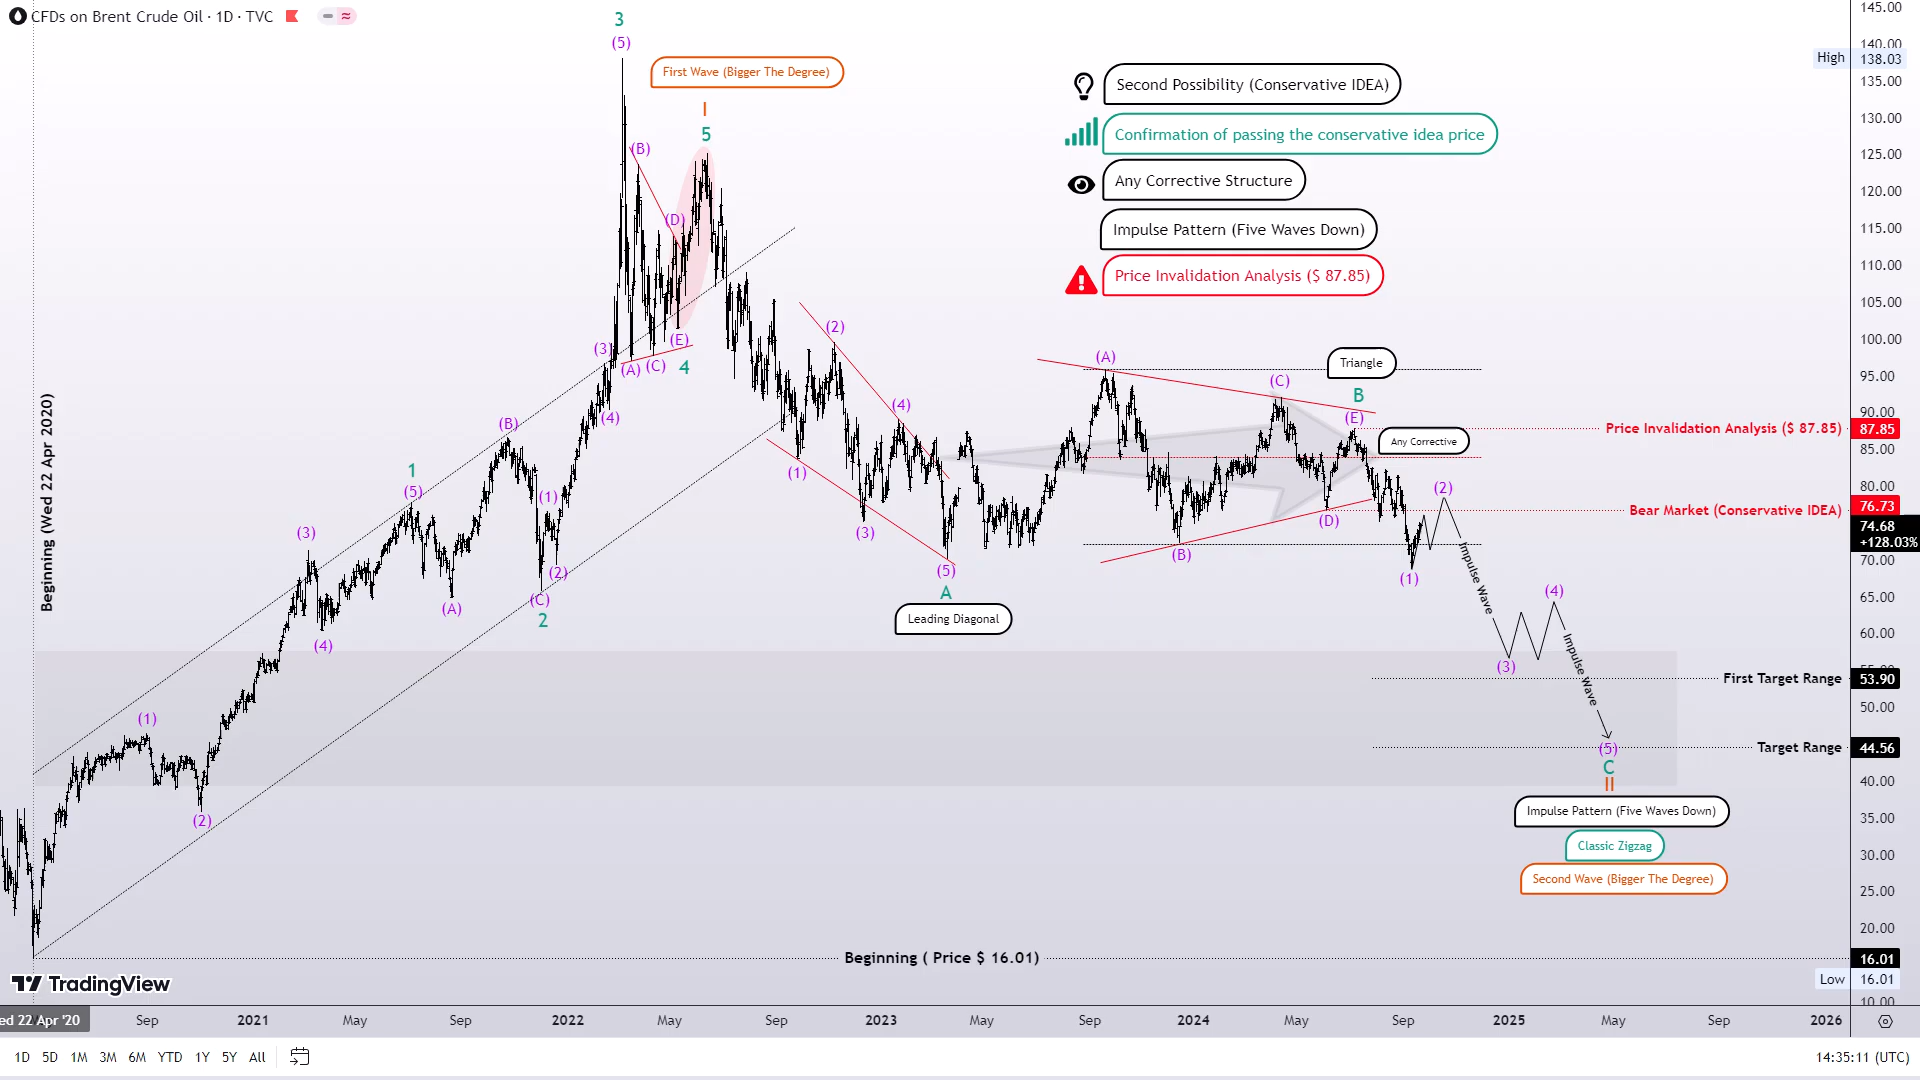 CFDs on Brent Crude Oil · 1D · TVC
3
(5)
First Wave (Bigger The Degree)
I
5
(B)
(D)
(E)
(A)
(C)
4
(3)
(4)
(B)
1
(5)
(3)
(4)
(A)
(1)
(2)
(C)
2
(1)
(2)
Beginning (Wed 22 Apr 2020)
(2)
(4)
(1)
(3)
(5)
A
Leading Diagonal
Second Possibility (Conservative IDEA)
Confirmation of passing the conservative idea price
Any Corrective Structure
Impulse Pattern (Five Waves Down)
Price Invalidation Analysis ($ 87.85)
(A)
(C)
Triangle
B
(E)
Any Corrective
(B)
(D)
(1)
(2)
Impulse Wave
(3)
(4)
Impulse Wave
(5)
C
II
Impulse Pattern (Five Waves Down)
Classic Zigzag
Second Wave (Bigger The Degree)
Price Invalidation Analysis ($ 87.85)
Bear Market (Conservative IDEA)
First Target Range
Target Range
Beginning ( Price $ 16.01)
145.00
140.00
High 138.03
135.00
130.00
125.00
120.00
115.00
110.00
105.00
100.00
95.00
90.00
87.85
85.00
80.00
76.73
74.68
+128.03%
70.00
65.00
60.00
55.00
53.90
50.00
44.56
40.00
35.00
30.00
25.00
20.00
16.01
Low 16.01
10.00
TradingView
ed 22 Apr '20
Sep 2021 May Sep 2022 May Sep 2023 May Sep 2024 May Sep 2025 May Sep 2026
1D 5D 1M 3M 6M YTD 1Y 5Y All
14:35:11 (UTC)